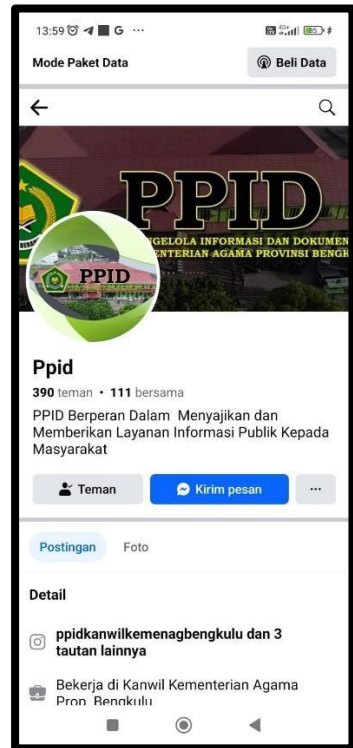 13:59 G ...
Mode Paket Data
Beli Data
PPID
NGELOLA INFORMASI DAN DOKUMEN
ENTERIAN AGAMA PROVINSI BENGK
PPID
Ppid
390 teman • 111 bersama
PPID Berperan Dalam Menyajikan dan
Memberikan Layanan Informasi Publik Kepada
Masyarakat
Teman
Kirim pesan
...
Postingan Foto
Detail
ppidkanwilkemenagbengkulu dan 3
tautan lainnya
Bekerja di Kanwil Kementerian Agama
Prop. Bengkulu